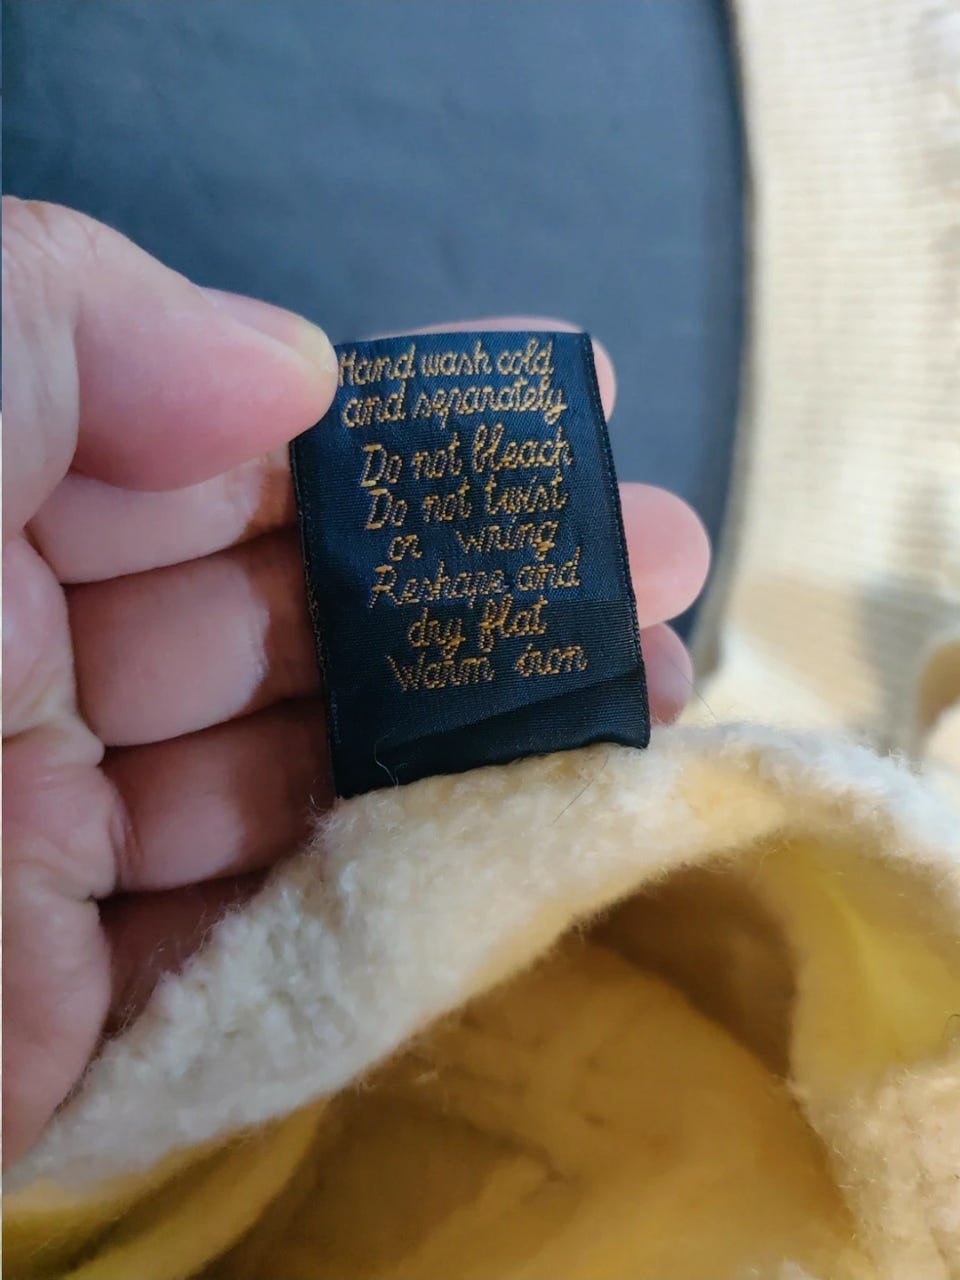 Hand wash cold
and separately
Do not bleach
Do not twist
or wring
Reshape and
dry flat
Warm iron